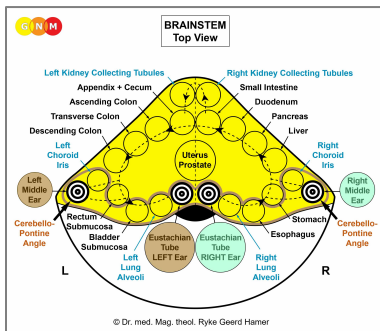 G N M
BRAINSTEM
Top View
Left Kidney Collecting Tubules
Right Kidney Collecting Tubules
Appendix + Cecum
Small Intestine
Ascending Colon
Duodenum
Transverse Colon
Pancreas
Descending Colon
Liver
Left
Choroid
Iris
Uterus
Prostate
Right
Choroid
Iris
Left
Middle
Ear
Right
Middle
Ear
Cerebello-
Pontine
Angle
Rectum
Submucosa
Bladder
Submucosa
Stomach
Esophagus
Cerebello-
Pontine
Angle
Eustachian
Tube
LEFT Ear
Eustachian
Tube
RIGHT Ear
Left
Lung
Alveoli
Right
Lung
Alveoli
L
R
© Dr. med. Mag. theol. Ryke Geerd Hamer